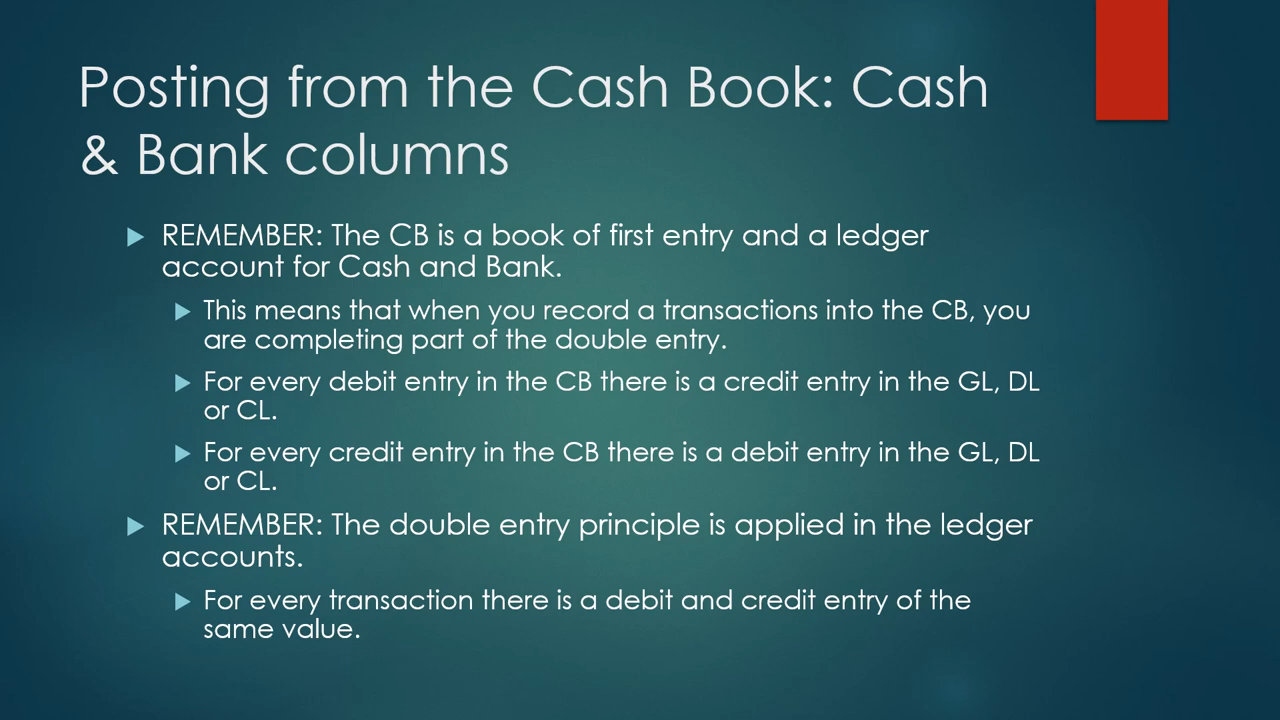 Posting from the Cash Book: Cash
& Bank columns
REMEMBER: The CB is a book of first entry and a ledger
account for Cash and Bank.
This means that when you record a transactions into the CB, you
are completing part of the double entry.
For every debit entry in the CB there is a credit entry in the GL, DL
or CL.
For every credit entry in the CB there is a debit entry in the GL, DL
or CL.
REMEMBER: The double entry principle is applied in the ledger
accounts.
For every transaction there is a debit and credit entry of the
same value.